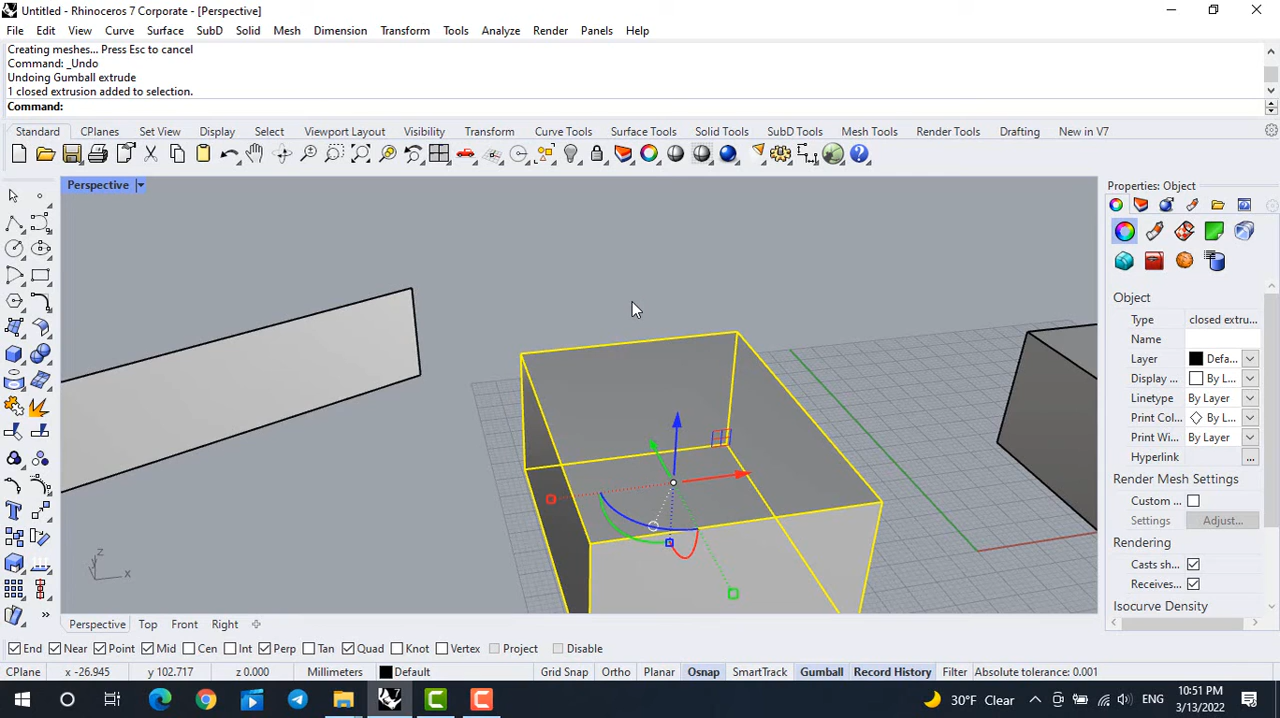 Untitled - Rhinoceros 7 Corporate - [Perspective]
File Edit View Curve Surface SubD Solid Mesh Dimension Transform Tools Analyze Render Panels Help
Creating meshes... Press Esc to cancel
Command: _Undo
Undoing Gumball extrude
1 closed extrusion added to selection.
Command:
Standard CPlanes Set View Display Select Viewport Layout Visibility Transform Curve Tools Surface Tools Solid Tools SubD Tools Mesh Tools Render Tools Drafting New in V7
Perspective
Properties: Object
Object
Type closed extru...
Name
Layer Defa...
Display ... By L...
Linetype By Layer
Print Col... By L...
Print Wi... By Layer
Hyperlink ...
Render Mesh Settings
Custom ...
Settings Adjust...
Rendering
Casts sh...
Receives...
Isocurve Density
z
x
Perspective Top Front Right
End Near Point Mid Cen Int Perp Tan Quad Knot Vertex Project Disable
CPlane x -26.945 y 102.717 z 0.000 Millimeters Default Grid Snap Ortho Planar Osnap SmartTrack Gumball Record History Filter Absolute tolerance: 0.001
30°F Clear ENG 10:51 PM
3/13/2022